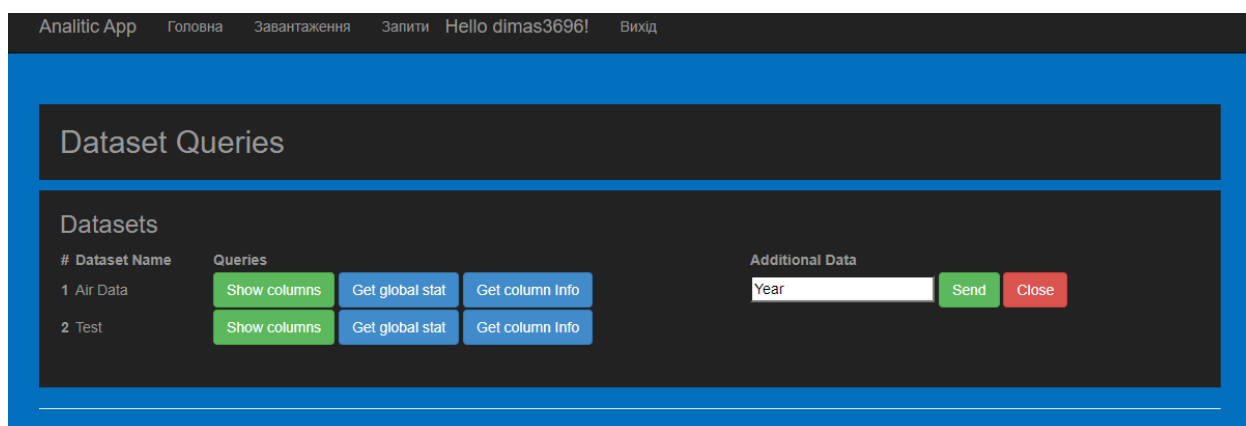 Analitic App Головна Завантаження Запити Hello dimas3696! Вихід
Dataset Queries
Datasets
# Dataset Name Queries Additional Data
1 Air Data Show columns Get global stat Get column Info Year Send Close
2 Test Show columns Get global stat Get column Info